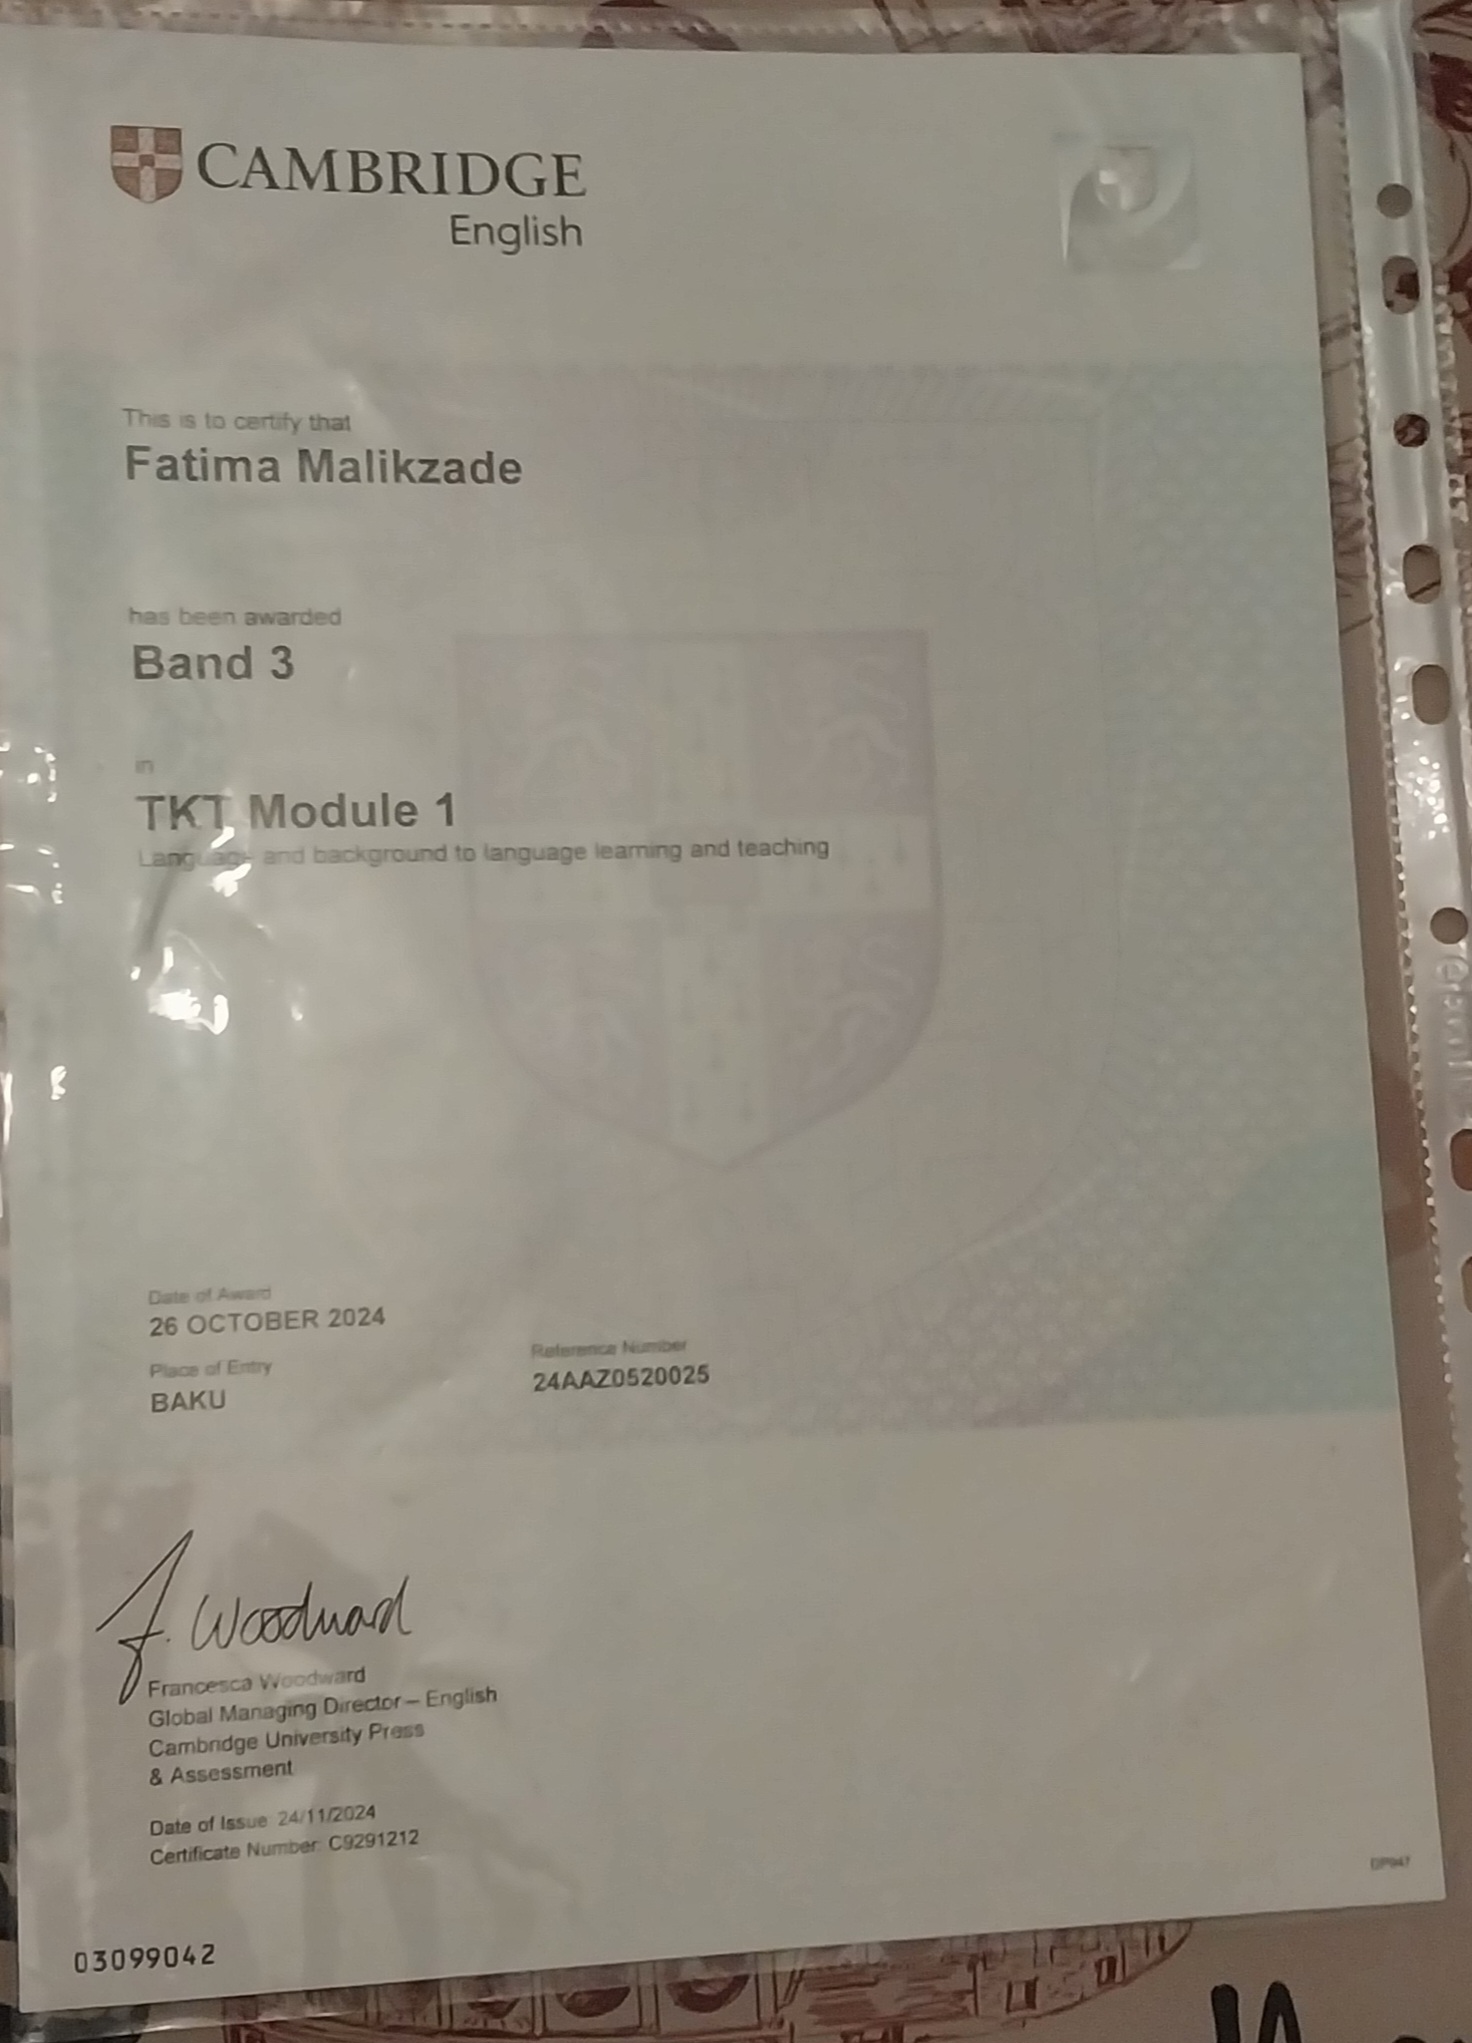 CAMBRIDGE
English
This is to certify that
Fatima Malikzade
has been awarded
Band 3
in
TKT Module 1
Language and background to language learning and teaching
Date of Award
26 OCTOBER 2024
Place of Entry
BAKU
Reference Number
24AAZ0520025
F. Woodward
Francesca Woodward
Global Managing Director – English
Cambridge University Press
& Assessment
Date of Issue 24/11/2024
Certificate Number: C9291212
03099042